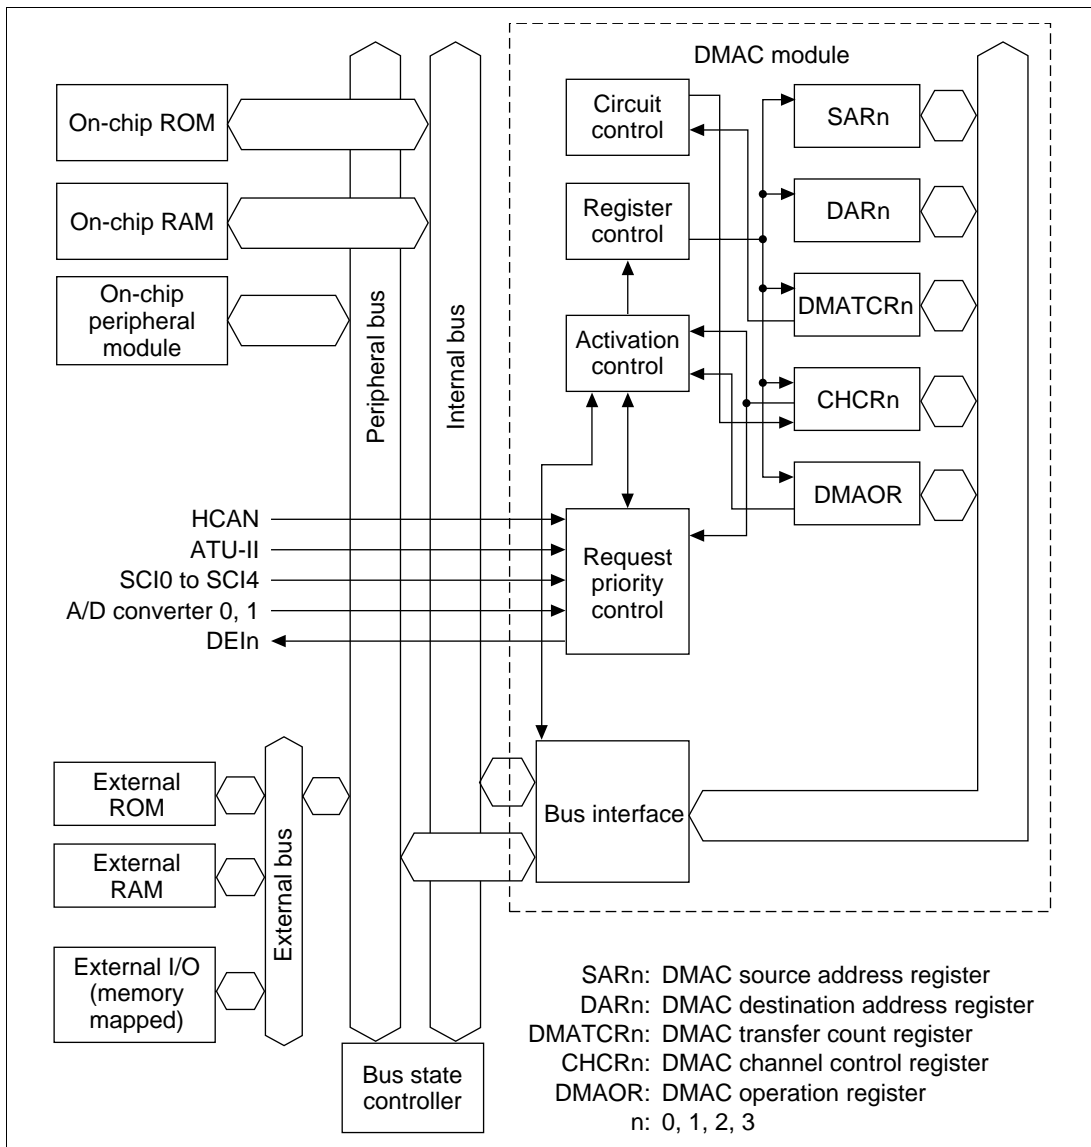 DMAC module
On-chip ROM
On-chip RAM
On-chip
peripheral
module
Peripheral bus
Internal bus
Circuit
control
Register
control
Activation
control
Request
priority
control
SARn
DARn
DMATCRn
CHCRn
DMAOR
HCAN
ATU-II
SCI0 to SCI4
A/D converter 0, 1
DEIn
External
ROM
External
RAM
External I/O
(memory
mapped)
External bus
Bus interface
Bus state
controller
SARn: DMAC source address register
DARn: DMAC destination address register
DMATCRn: DMAC transfer count register
CHCRn: DMAC channel control register
DMAOR: DMAC operation register
n: 0, 1, 2, 3